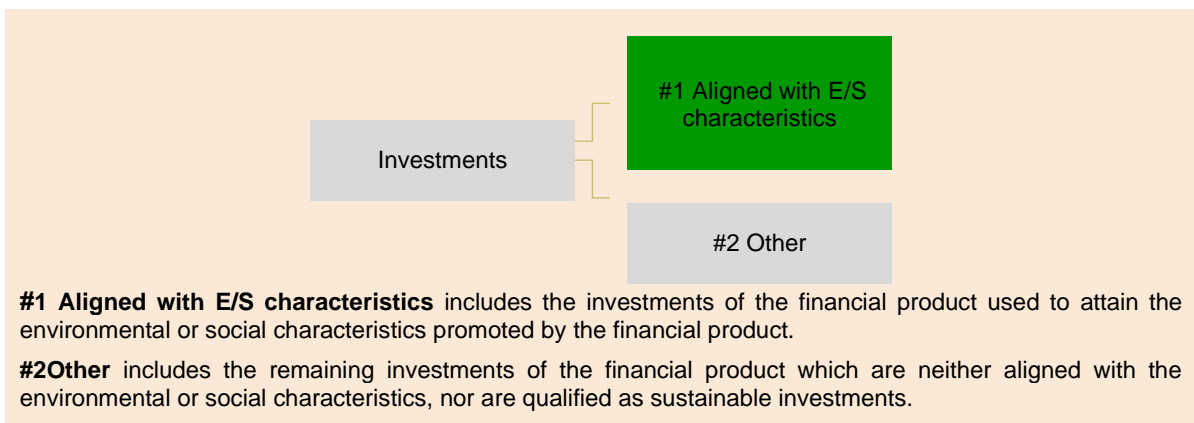 #1 Aligned with E/S
characteristics
Investments
#2 Other
#1 Aligned with E/S characteristics includes the investments of the financial product used to attain the
environmental or social characteristics promoted by the financial product.
#2Other includes the remaining investments of the financial product which are neither aligned with the
environmental or social characteristics, nor are qualified as sustainable investments.